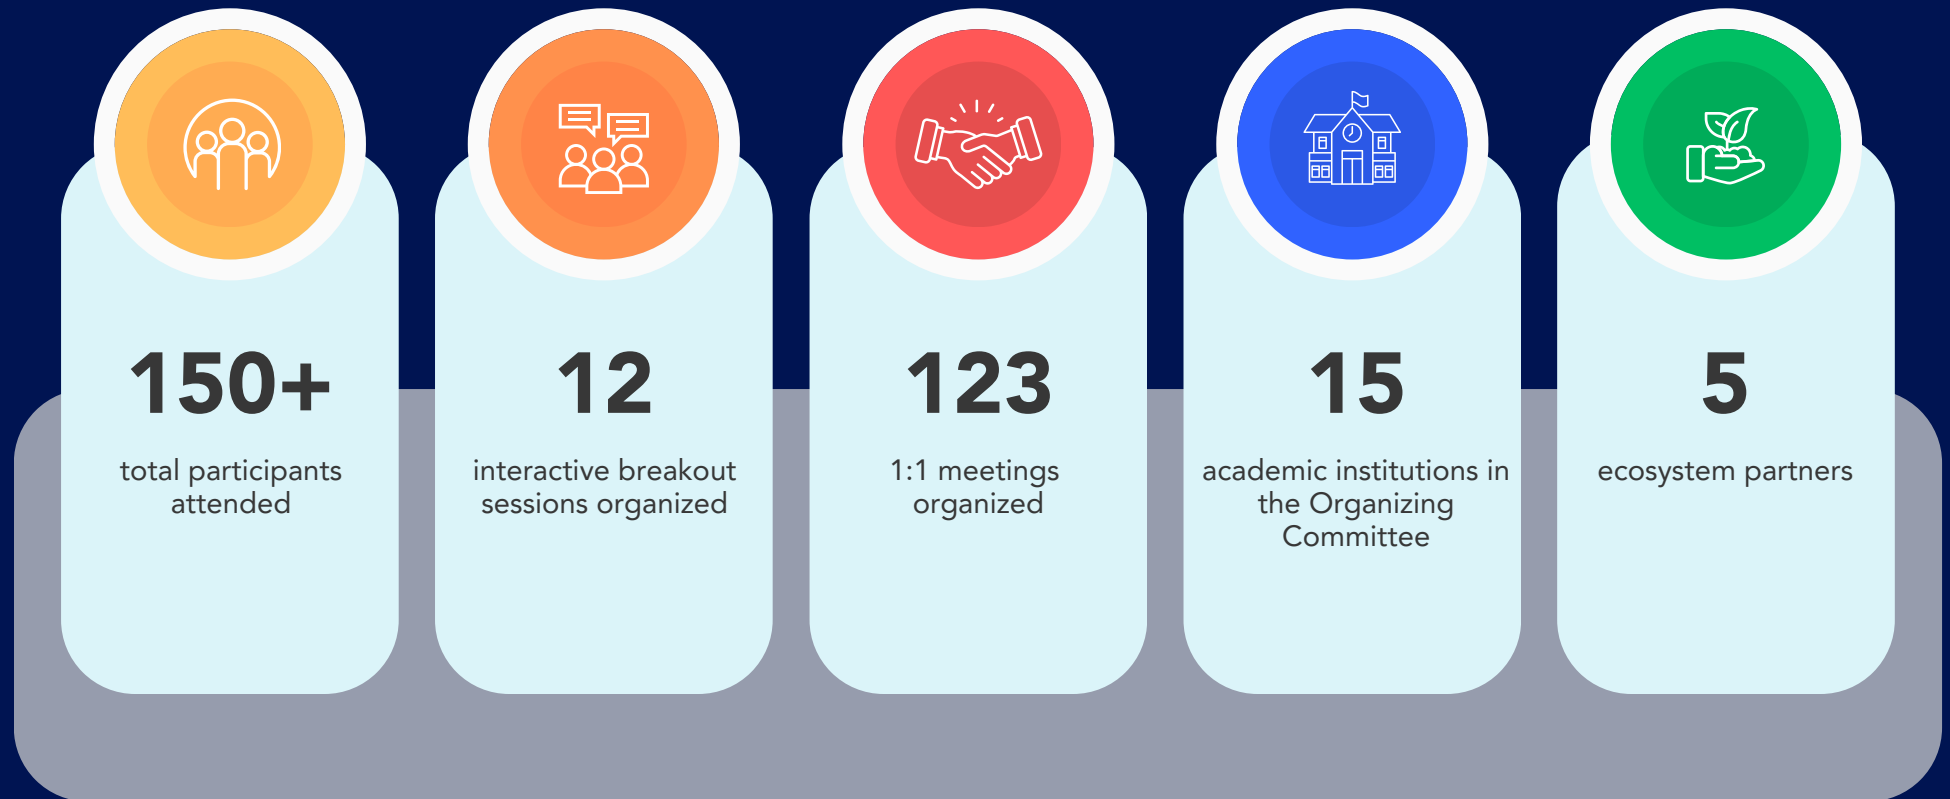 150+
total participants
attended
12
interactive breakout
sessions organized
123
1:1 meetings
organized
15
academic institutions in
the Organizing
Committee
5
ecosystem partners